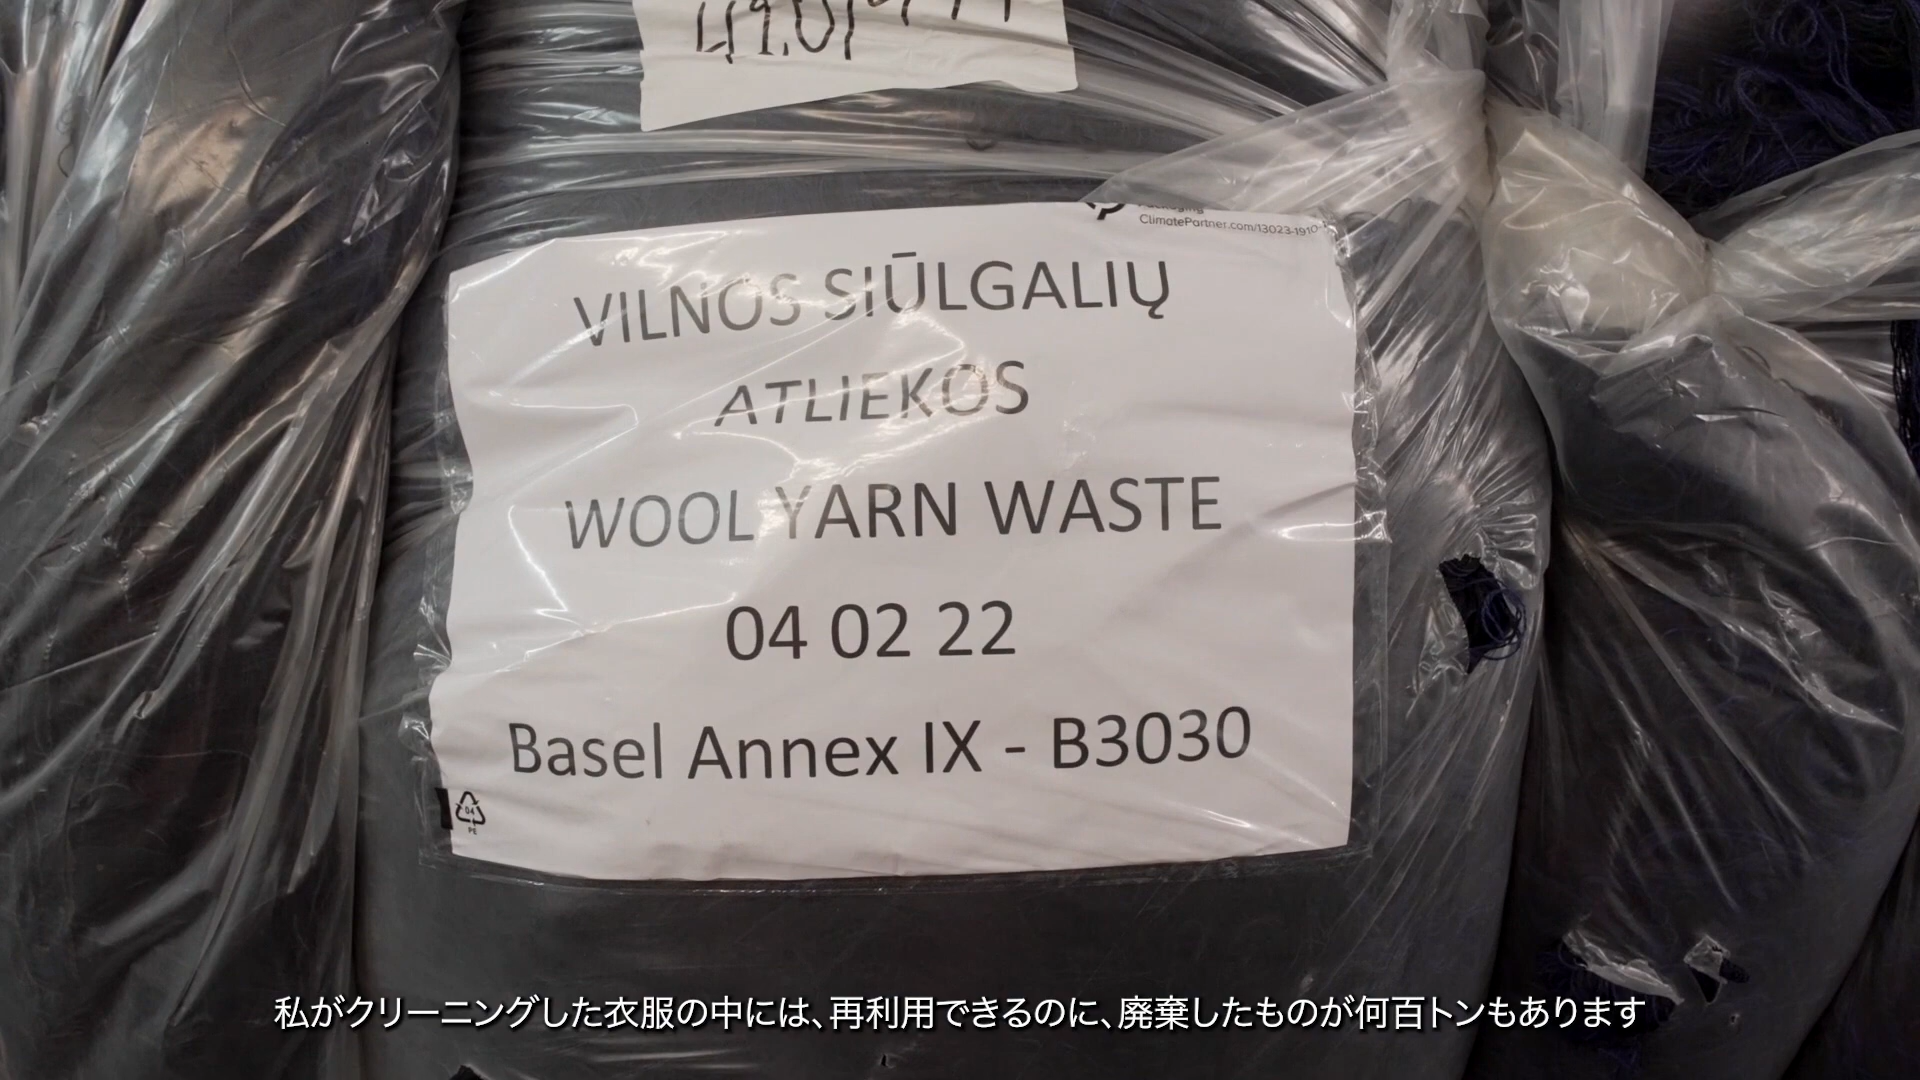 ClimatePartner.com/13023-1910-
VILNOS SIŪLGALIŲ
ATLIEKOS
WOOL YARN WASTE
04 02 22
Basel Annex IX - B3030
04
PE
私がクリーニングした衣服の中には、再利用できるのに、廃棄したものが何百トンもあります